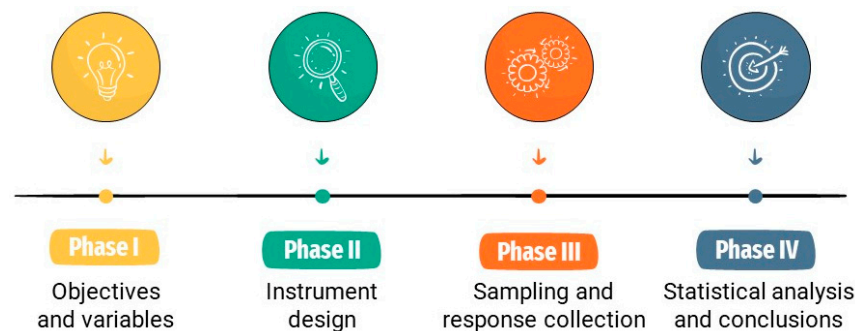 Phase I
Objectives
and variables
Phase II
Instrument
design
Phase III
Sampling and
response collection
Phase IV
Statistical analysis
and conclusions